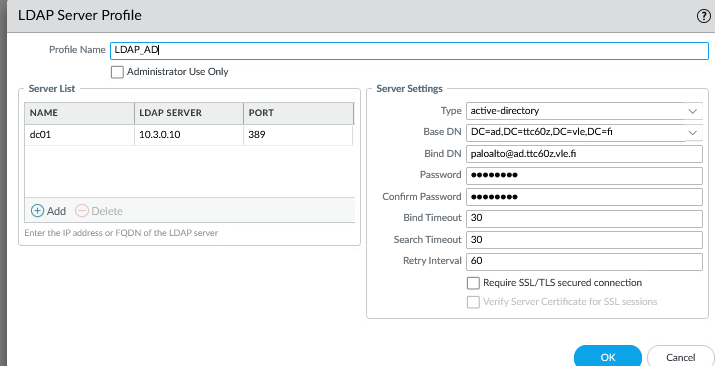 LDAP Server Profile
Profile Name LDAP_AD
Administrator Use Only
Server List
NAME LDAP SERVER PORT
dc01 10.3.0.10 389
Add Delete
Enter the IP address or FQDN of the LDAP server
Server Settings
Type active-directory
Base DN DC=ad,DC=ttc60z,DC=vle,DC=fi
Bind DN paloalto@ad.ttc60z.vle.fi
Password ●●●●●●●●
Confirm Password ●●●●●●●●
Bind Timeout 30
Search Timeout 30
Retry Interval 60
Require SSL/TLS secured connection
Verify Server Certificate for SSL sessions
OK Cancel